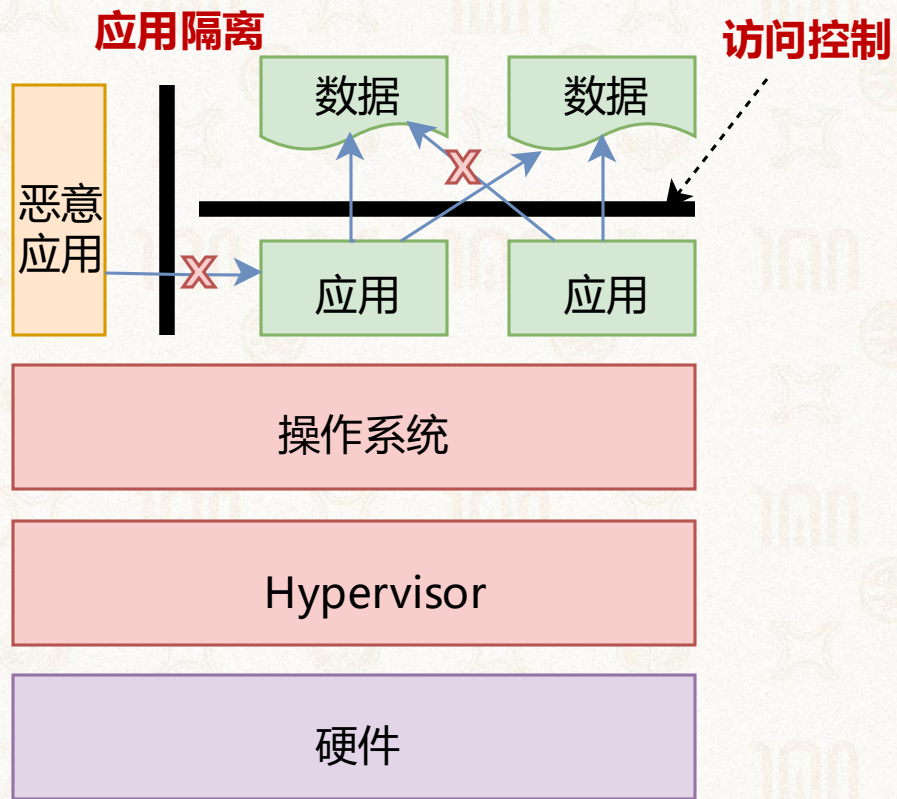 应用隔离
访问控制
数据
数据
恶意
应用
X
X
应用
应用
操作系统
Hypervisor
硬件